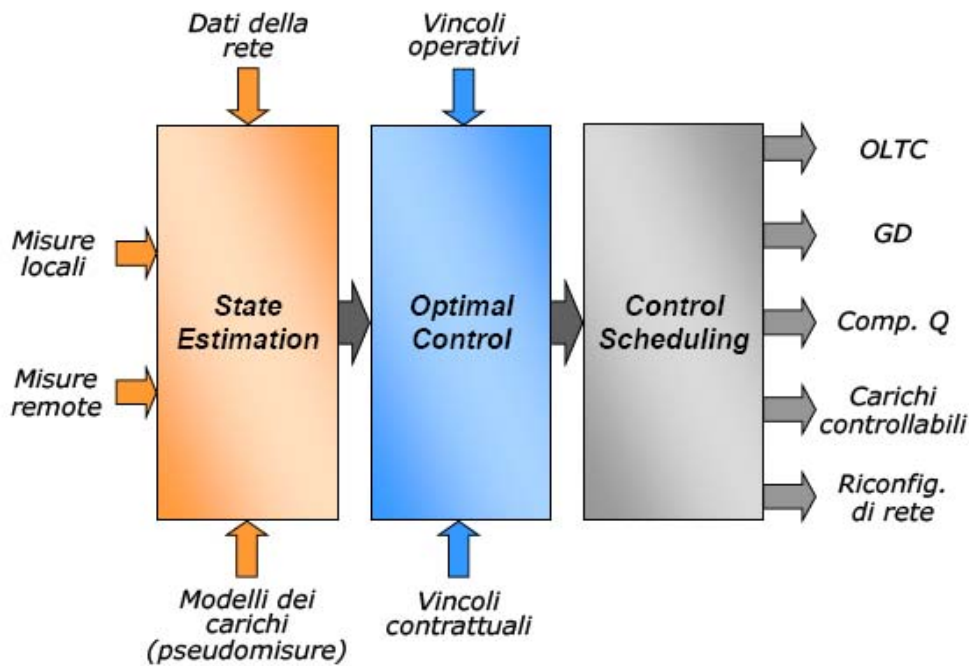 Dati della
rete
Vincoli
operativi
Misure
locali
Misure
remote
State
Estimation
Optimal
Control
Control
Scheduling
OLTC
GD
Comp. Q
Carichi
controllabili
Riconfig.
di rete
Modelli dei
carichi
(pseudomisure)
Vincoli
contrattuali